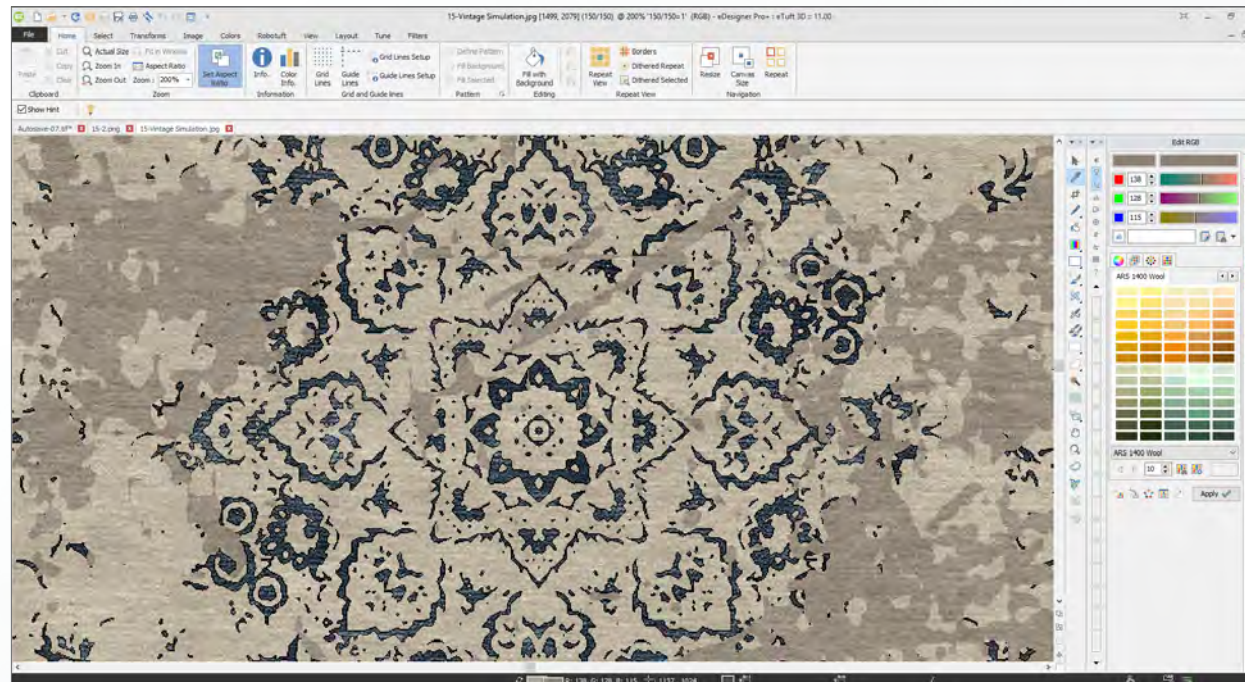 15-Vintage Simulation.jpg [1499, 2079] (150/150) @ 200% '150/150=1' (RGB) - eDesigner Pro+ : eTuft 3D = 11.00
File Home Select Transforms Image Colors Robotuft View Layout Tune Filters
Cut Actual Size Fit in Window Define Pattern Borders
Copy Zoom In Aspect Ratio Grid Lines Setup Fill Background Dithered Repeat
Paste Clear Zoom Out Zoom : 200% Set Aspect Ratio Info. Color Info. Grid Lines Guide Lines Guide Lines Setup Fill Selected Fill with Background Repeat View Dithered Selected Resize Canvas Size Repeat
Clipboard Zoom Information Grid and Guide lines Pattern Editing Repeat View Navigation
Show Hint
Autosave-07.tif* 15-2.png 15-Vintage Simulation.jpg
Edit RGB
138
128
115
ARS 1400 Wool
ARS 1400 Wool
10
Apply